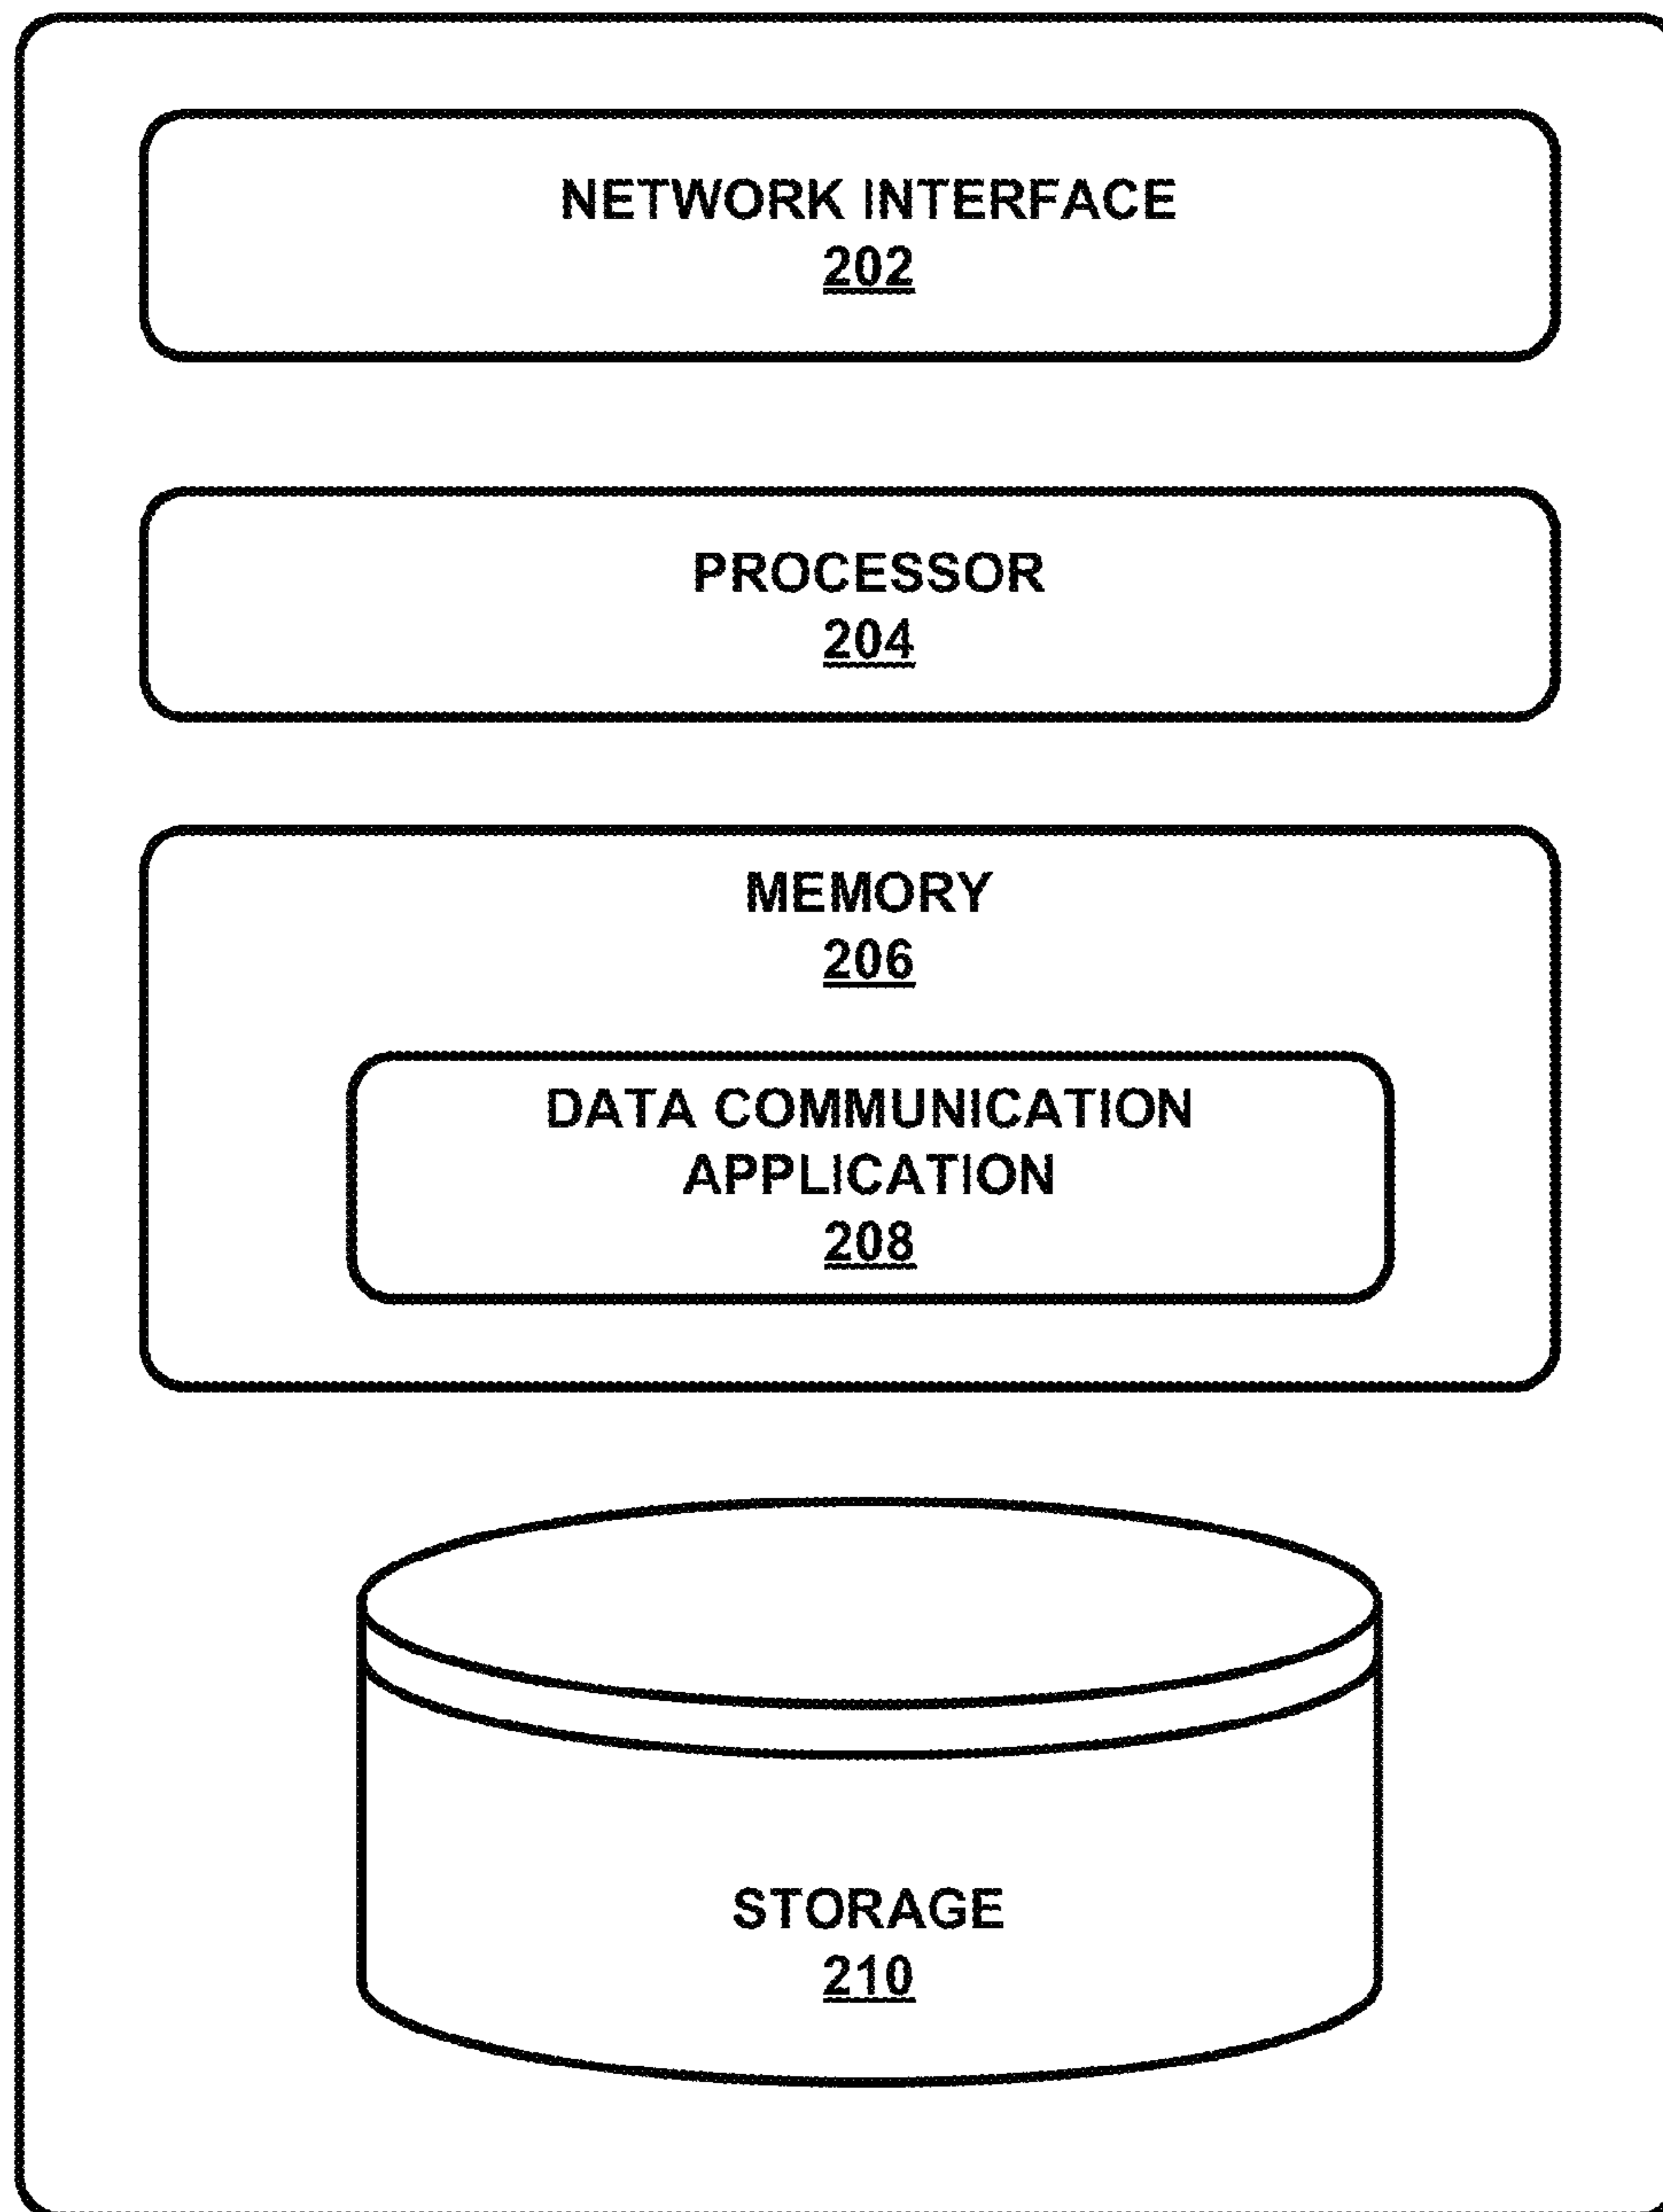 NETWORK INTERFACE
202
PROCESSOR
204
MEMORY
206
DATA COMMUNICATION
APPLICATION
208
STORAGE
210